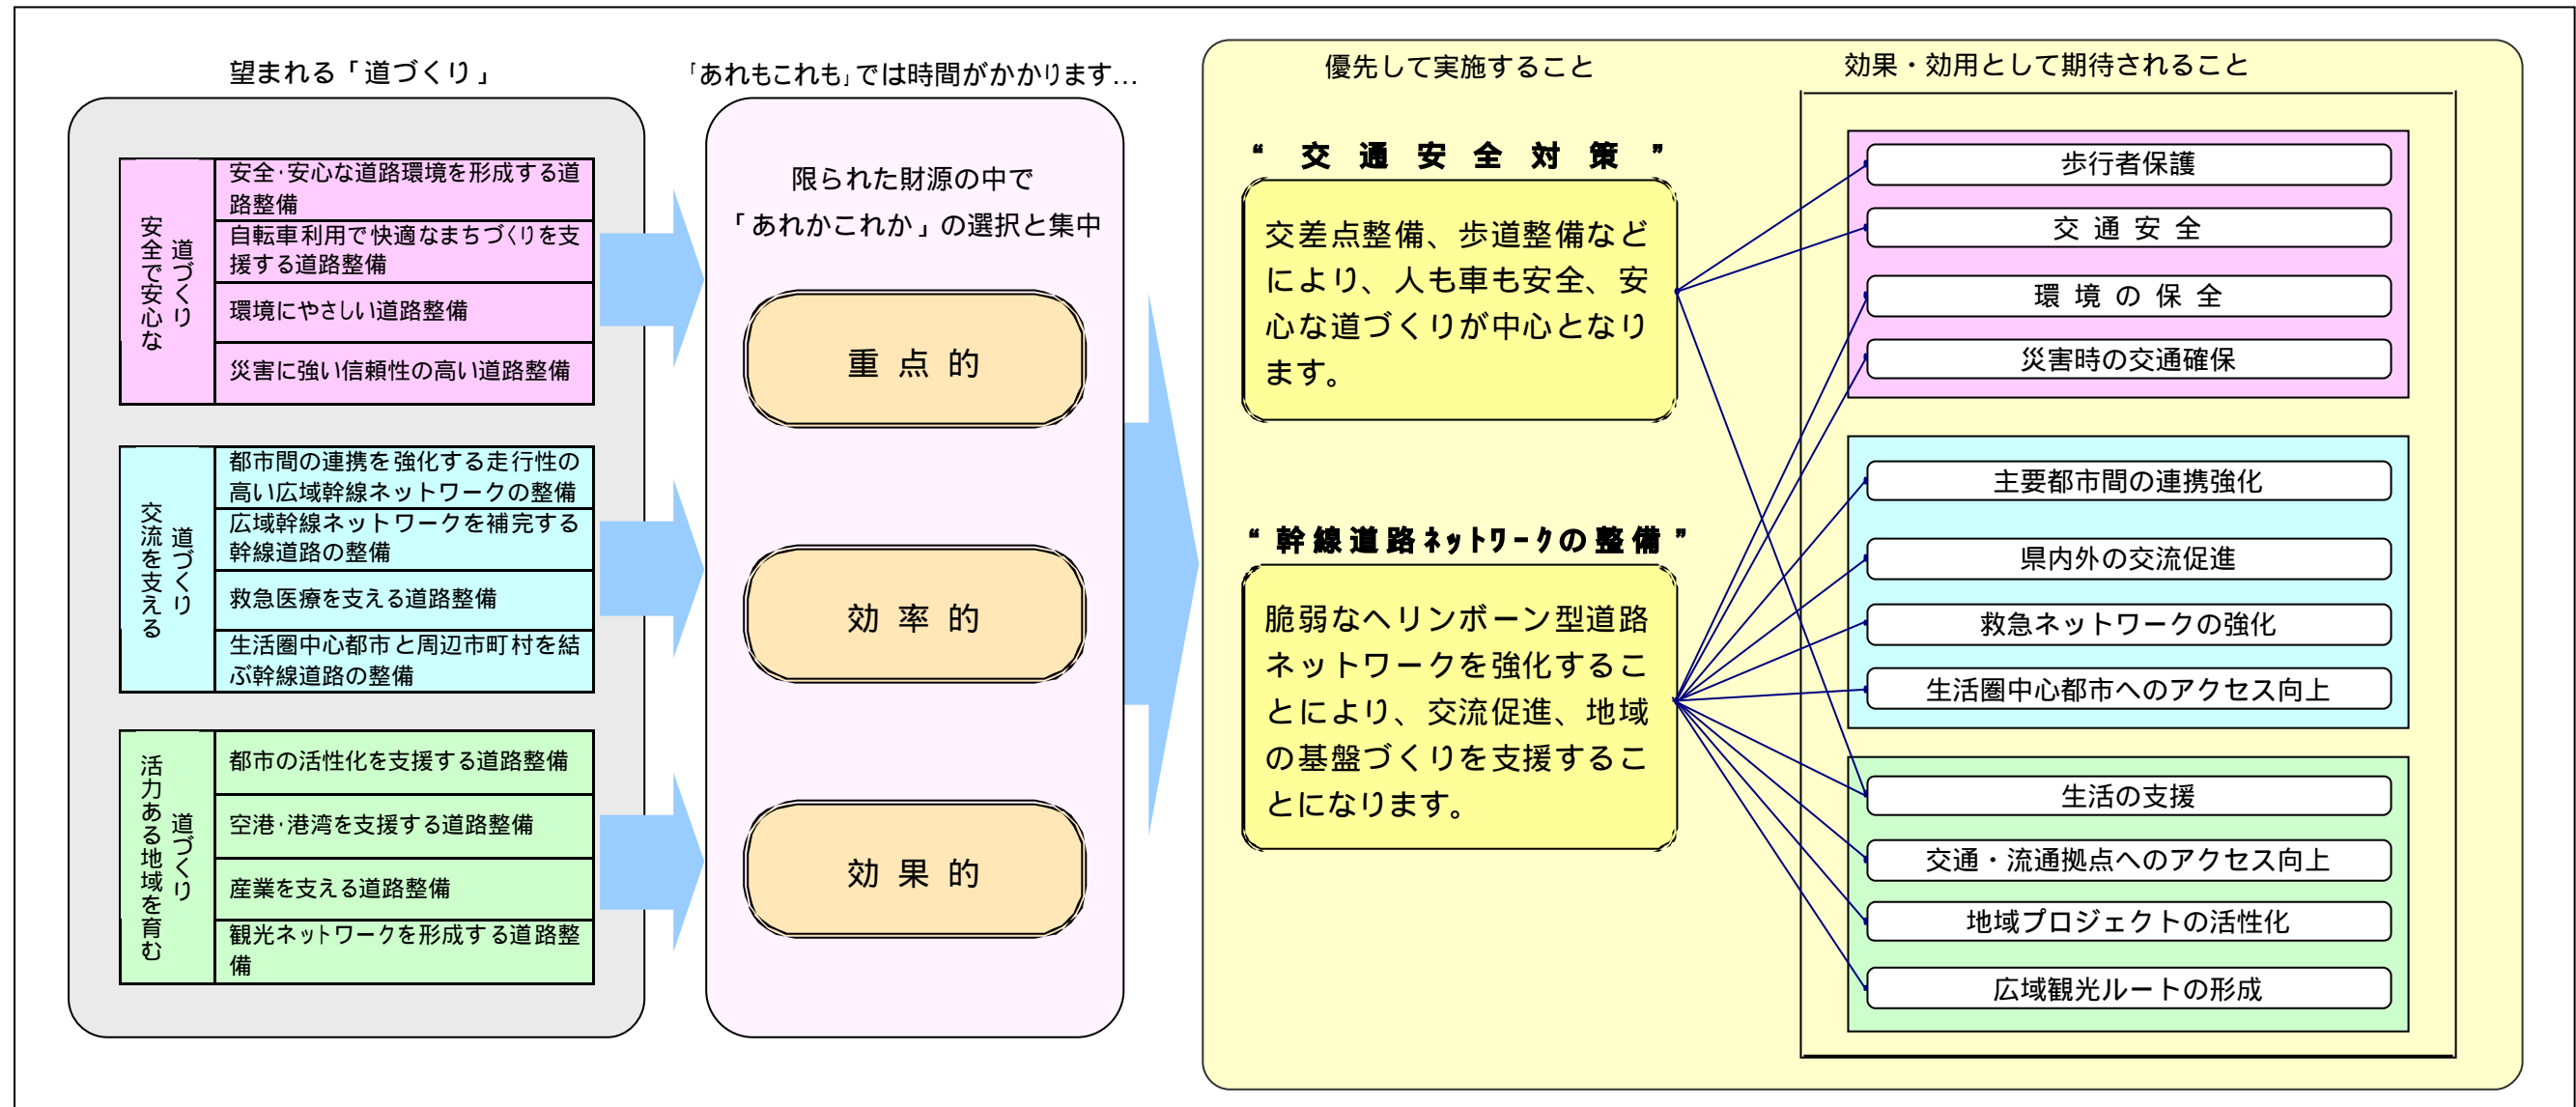 望まれる「道づくり」
安全で安心な
道づくり
安全・安心な道路環境を形成する道
路整備
自転車利用で快適なまちづくりを支
援する道路整備
環境にやさしい道路整備
災害に強い信頼性の高い道路整備
交流を支える
道づくり
都市間の連携を強化する走行性の
高い広域幹線ネットワークの整備
広域幹線ネットワークを補完する
幹線道路の整備
救急医療を支える道路整備
生活圏中心都市と周辺市町村を結
ぶ幹線道路の整備
活力ある地域を育む
道づくり
都市の活性化を支援する道路整備
空港・港湾を支援する道路整備
産業を支える道路整備
観光ネットワークを形成する道路整
備
「あれもこれも」では時間がかかります…
限られた財源の中で
「あれかこれか」の選択と集中
重点的
効率的
効果的
優先して実施すること
“交通安全対策”
交差点整備、歩道整備など
により、人も車も安全、安
心な道づくりが中心となり
ます。
“幹線道路ﾈｯﾄﾜｰｸの整備”
脆弱なヘリンボーン型道路
ネットワークを強化するこ
とにより、交流促進、地域
の基盤づくりを支援するこ
とになります。
効果・効用として期待されること
歩行者保護
交通安全
環境の保全
災害時の交通確保
主要都市間の連携強化
県内外の交流促進
救急ネットワークの強化
生活圏中心都市へのアクセス向上
生活の支援
交通・流通拠点へのアクセス向上
地域プロジェクトの活性化
広域観光ルートの形成